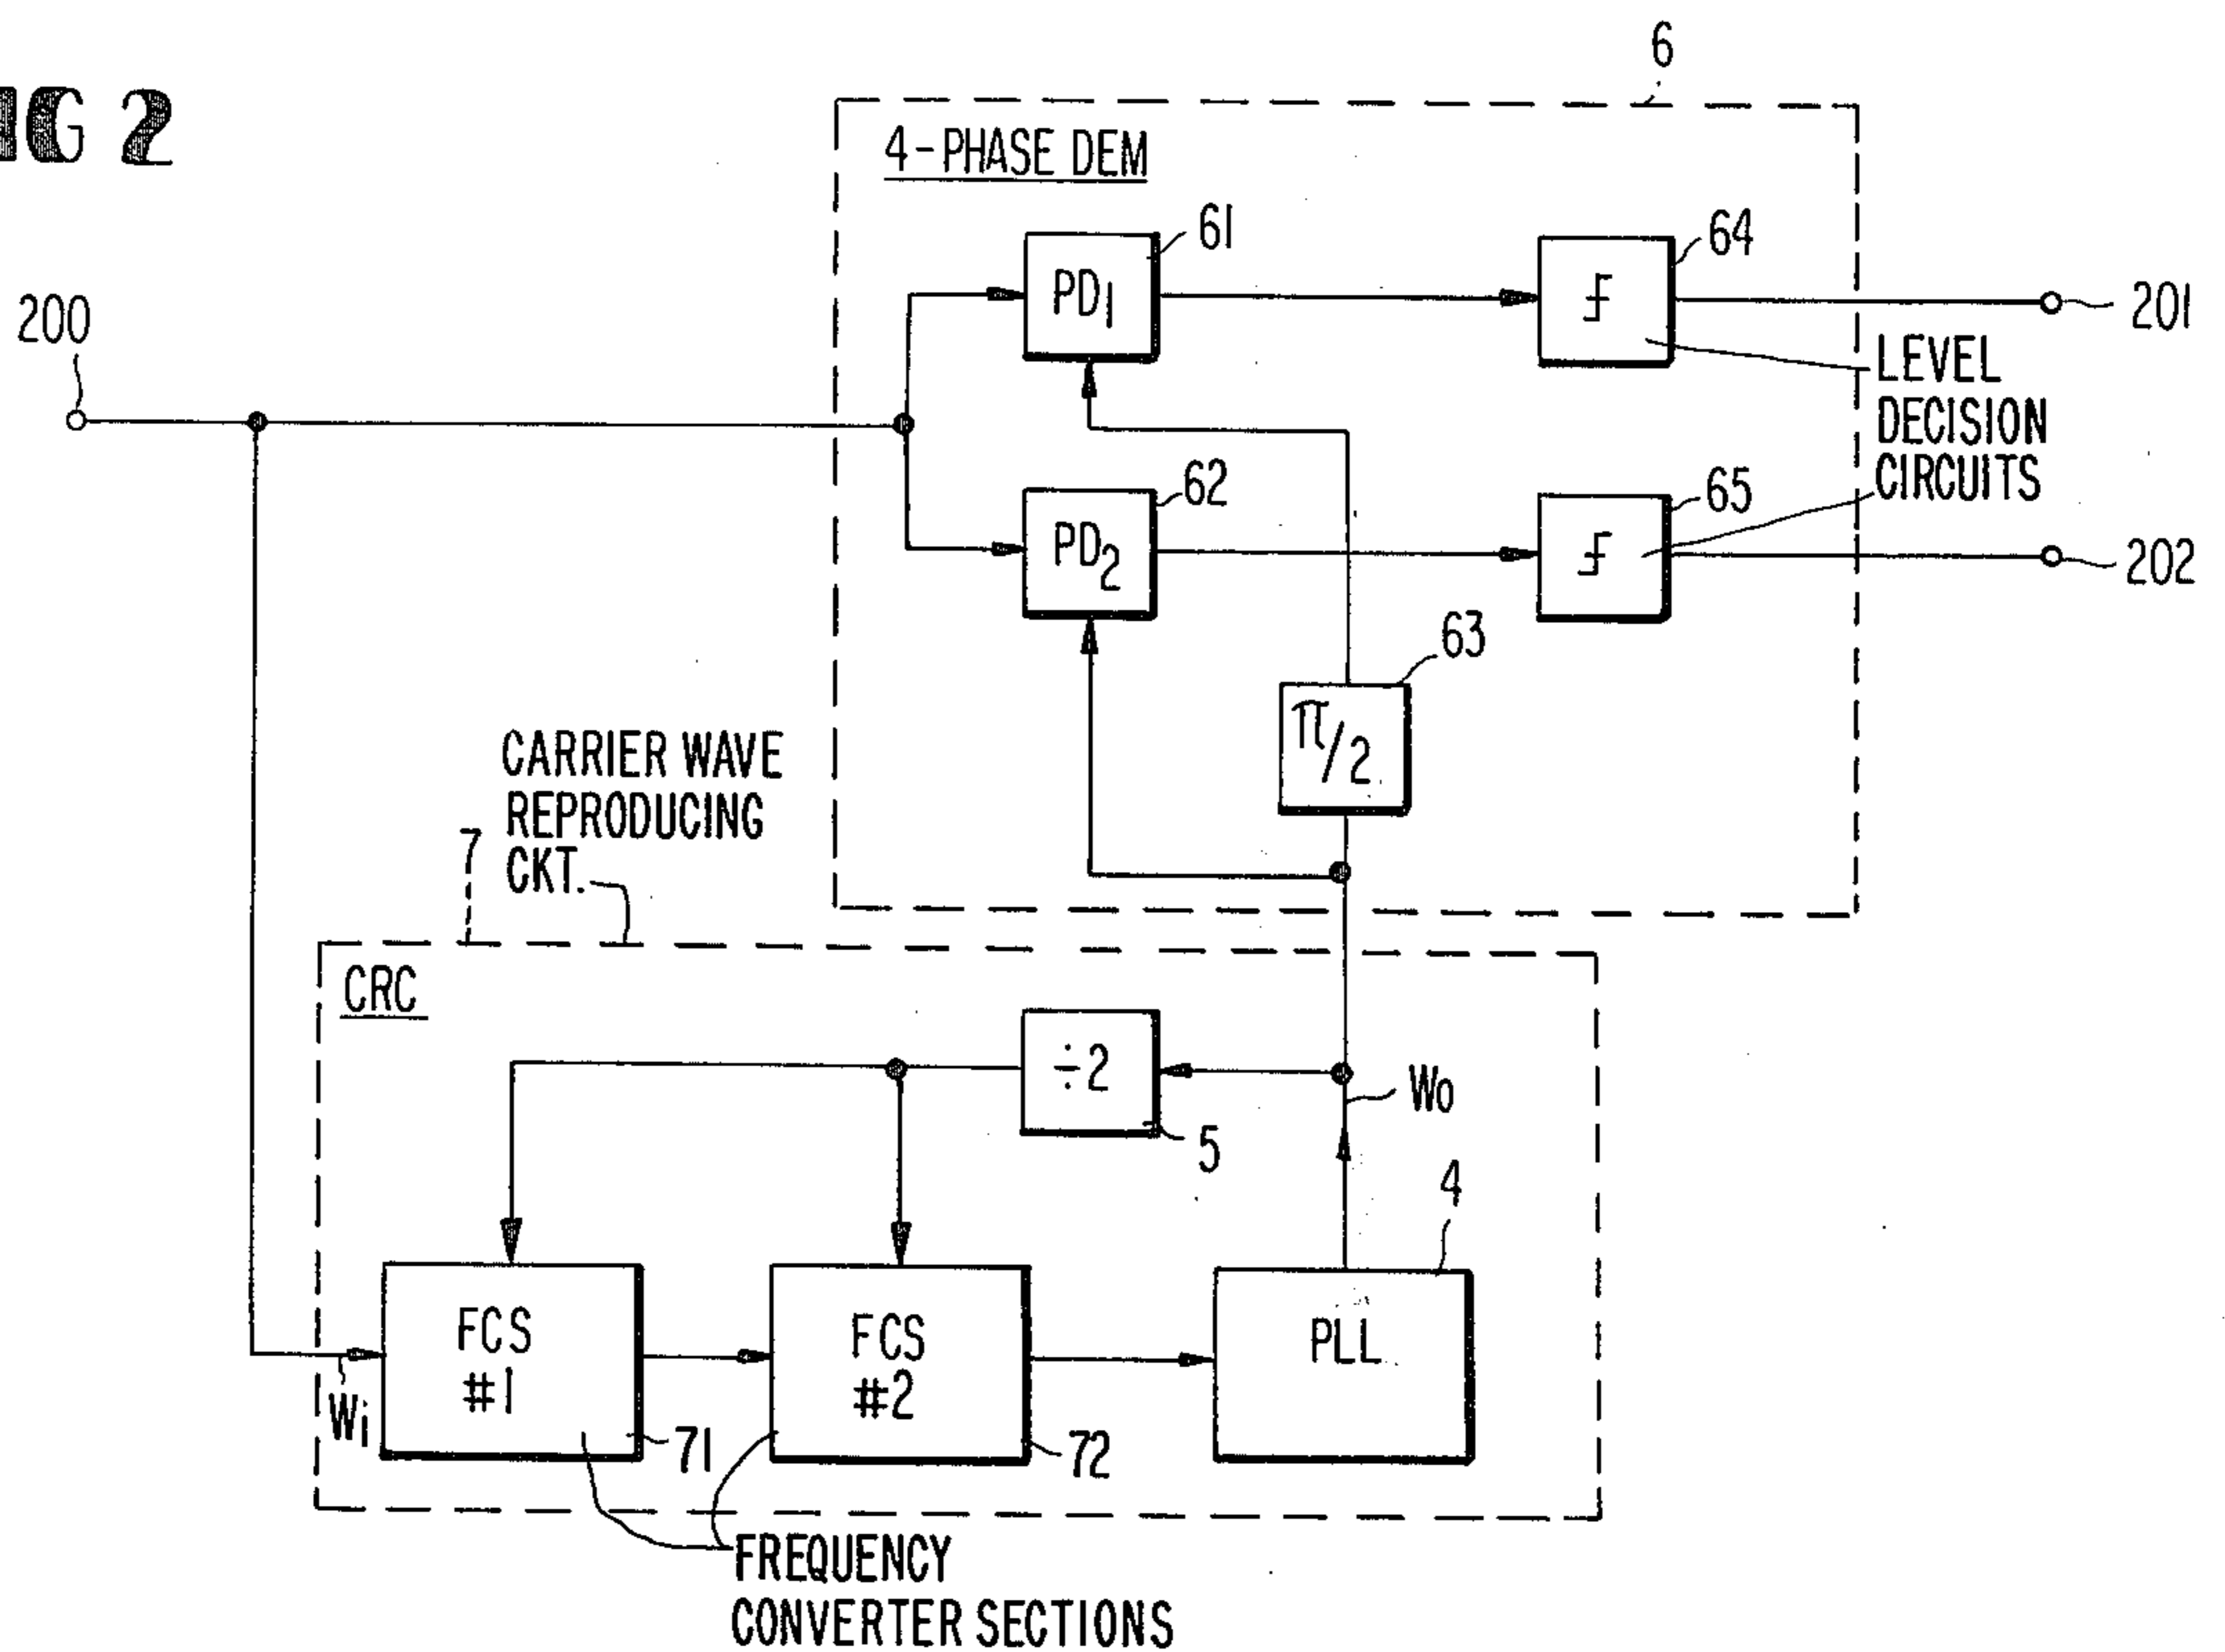 IG 2
6
4-PHASE DEM
61
PD1
64
200
201
LEVEL
DECISION
CIRCUITS
62
PD2
65
202
63
π/2
CARRIER WAVE
REPRODUCING
CKT.
7
CRC
÷2
5
Wo
4
FCS
#1
FCS
#2
PLL
Wi
71
72
FREQUENCY
CONVERTER SECTIONS